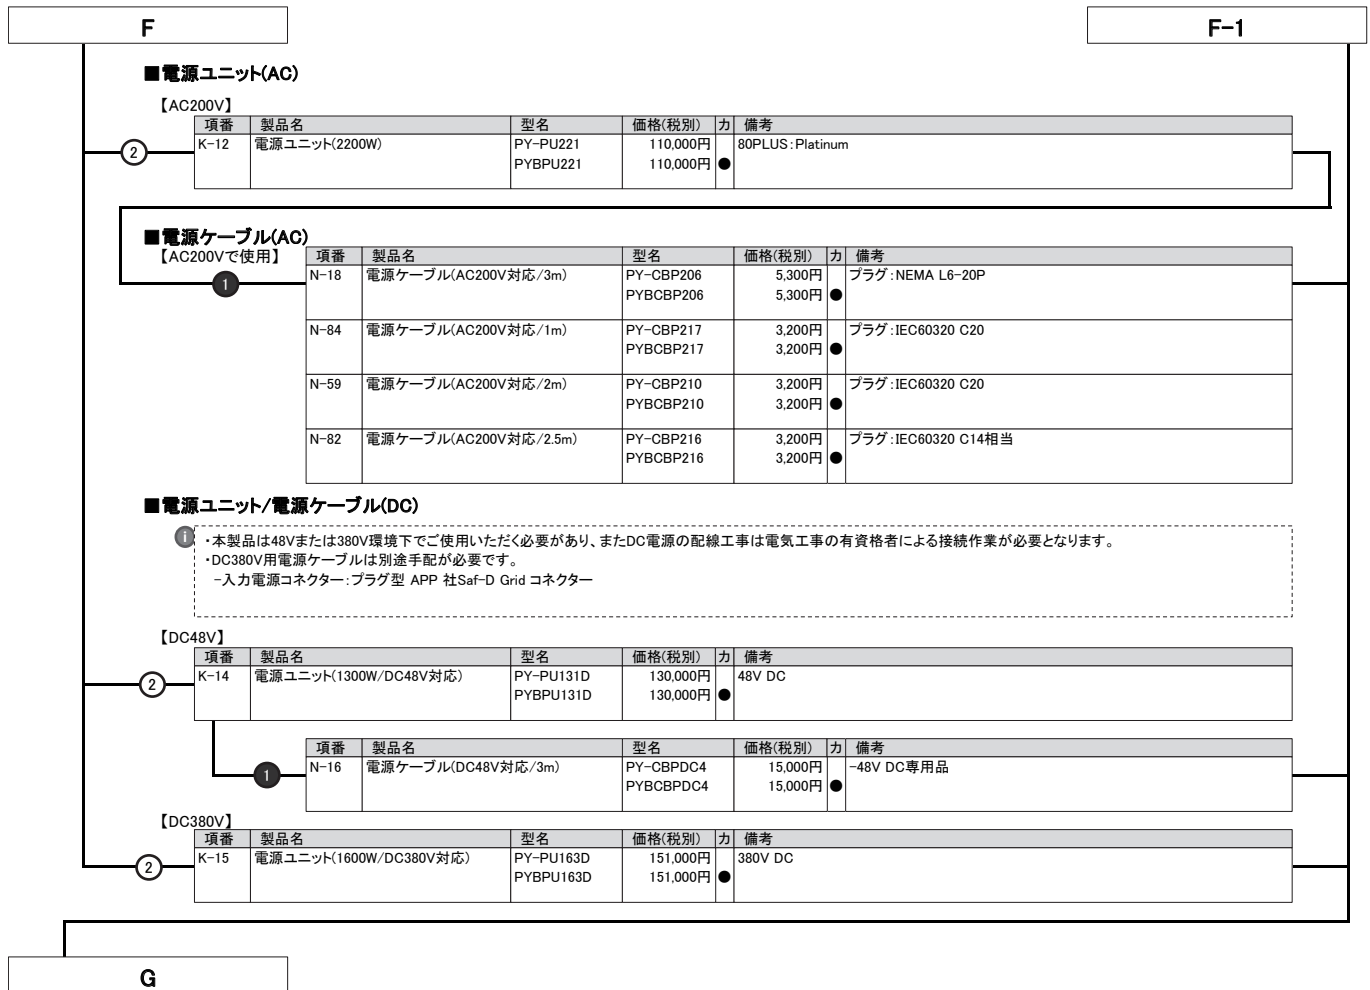 F
F-1
■電源ユニット(AC)
【AC200V】
項番 製品名 型名 価格(税別) カ 備考
② K-12 電源ユニット(2200W) PY-PU221 110,000円 80PLUS:Platinum
PYBPU221 110,000円 ●
■電源ケーブル(AC)
【AC200Vで使用】 項番 製品名 型名 価格(税別) カ 備考
❶ N-18 電源ケーブル(AC200V対応/3m) PY-CBP206 5,300円 プラグ:NEMA L6-20P
PYBCBP206 5,300円 ●
N-84 電源ケーブル(AC200V対応/1m) PY-CBP217 3,200円 プラグ:IEC60320 C20
PYBCBP217 3,200円 ●
N-59 電源ケーブル(AC200V対応/2m) PY-CBP210 3,200円 プラグ:IEC60320 C20
PYBCBP210 3,200円 ●
N-82 電源ケーブル(AC200V対応/2.5m) PY-CBP216 3,200円 プラグ:IEC60320 C14相当
PYBCBP216 3,200円 ●
■電源ユニット/電源ケーブル(DC)
i ・本製品は48Vまたは380V環境下でご使用いただく必要があり、またDC電源の配線工事は電気工事の有資格者による接続作業が必要となります。
・DC380V用電源ケーブルは別途手配が必要です。
-入力電源コネクター:プラグ型 APP 社Saf-D Grid コネクター
【DC48V】
項番 製品名 型名 価格(税別) カ 備考
② K-14 電源ユニット(1300W/DC48V対応) PY-PU131D 130,000円 48V DC
PYBPU131D 130,000円 ●
項番 製品名 型名 価格(税別) カ 備考
❶ N-16 電源ケーブル(DC48V対応/3m) PY-CBPDC4 15,000円 -48V DC専用品
PYBCBPDC4 15,000円 ●
【DC380V】
項番 製品名 型名 価格(税別) カ 備考
② K-15 電源ユニット(1600W/DC380V対応) PY-PU163D 151,000円 380V DC
PYBPU163D 151,000円 ●
G